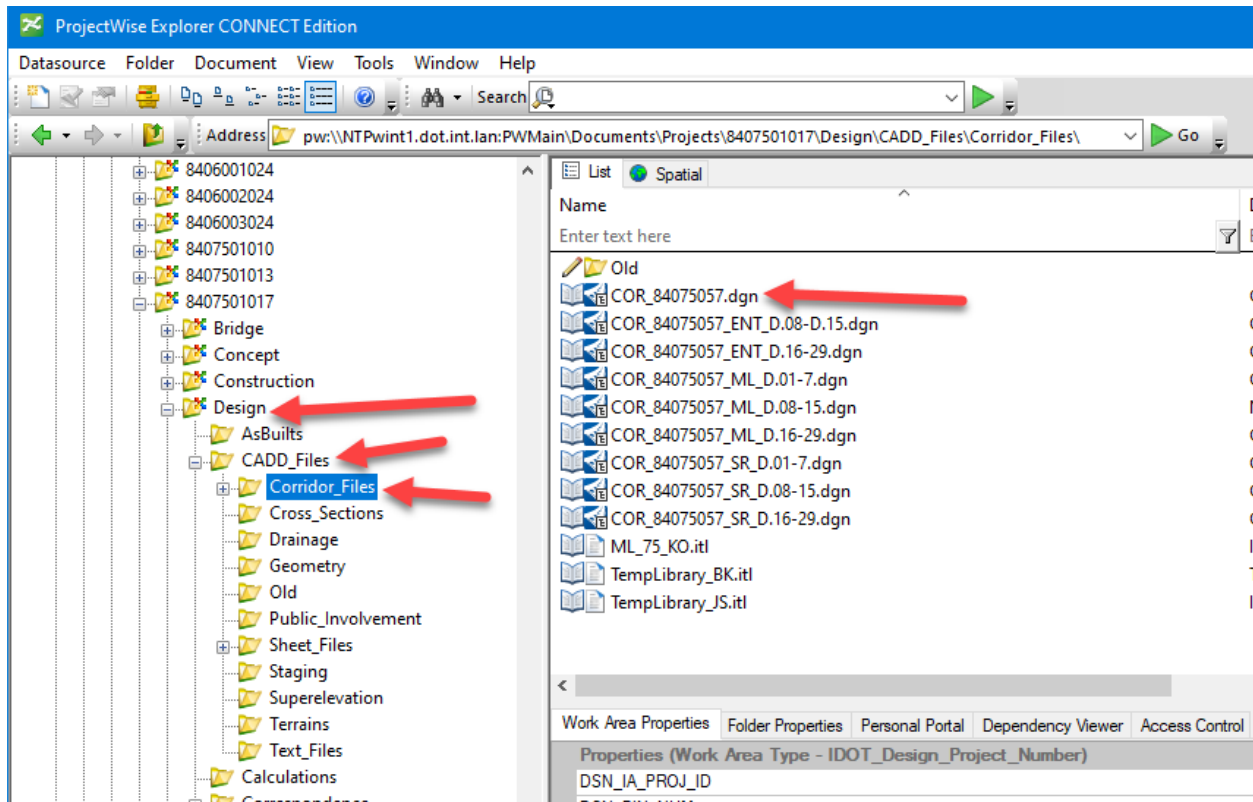 ProjectWise Explorer CONNECT Edition
Datasource Folder Document View Tools Window Help
Search
Address pw:\\NTPwint1.dot.int.lan:PWMain\Documents\Projects\8407501017\Design\CADD_Files\Corridor_Files\ Go
8406001024
8406002024
8406003024
8407501010
8407501013
8407501017
Bridge
Concept
Construction
Design
AsBuilts
CADD_Files
Corridor_Files
Cross_Sections
Drainage
Geometry
Old
Public_Involvement
Sheet_Files
Staging
Superelevation
Terrains
Text_Files
Calculations
List Spatial
Name
Enter text here
Old
COR_84075057.dgn
COR_84075057_ENT_D.08-D.15.dgn
COR_84075057_ENT_D.16-29.dgn
COR_84075057_ML_D.01-7.dgn
COR_84075057_ML_D.08-15.dgn
COR_84075057_ML_D.16-29.dgn
COR_84075057_SR_D.01-7.dgn
COR_84075057_SR_D.08-15.dgn
COR_84075057_SR_D.16-29.dgn
ML_75_KO.itl
TempLibrary_BK.itl
TempLibrary_JS.itl
Work Area Properties Folder Properties Personal Portal Dependency Viewer Access Control
Properties (Work Area Type - IDOT_Design_Project_Number)
DSN_IA_PROJ_ID